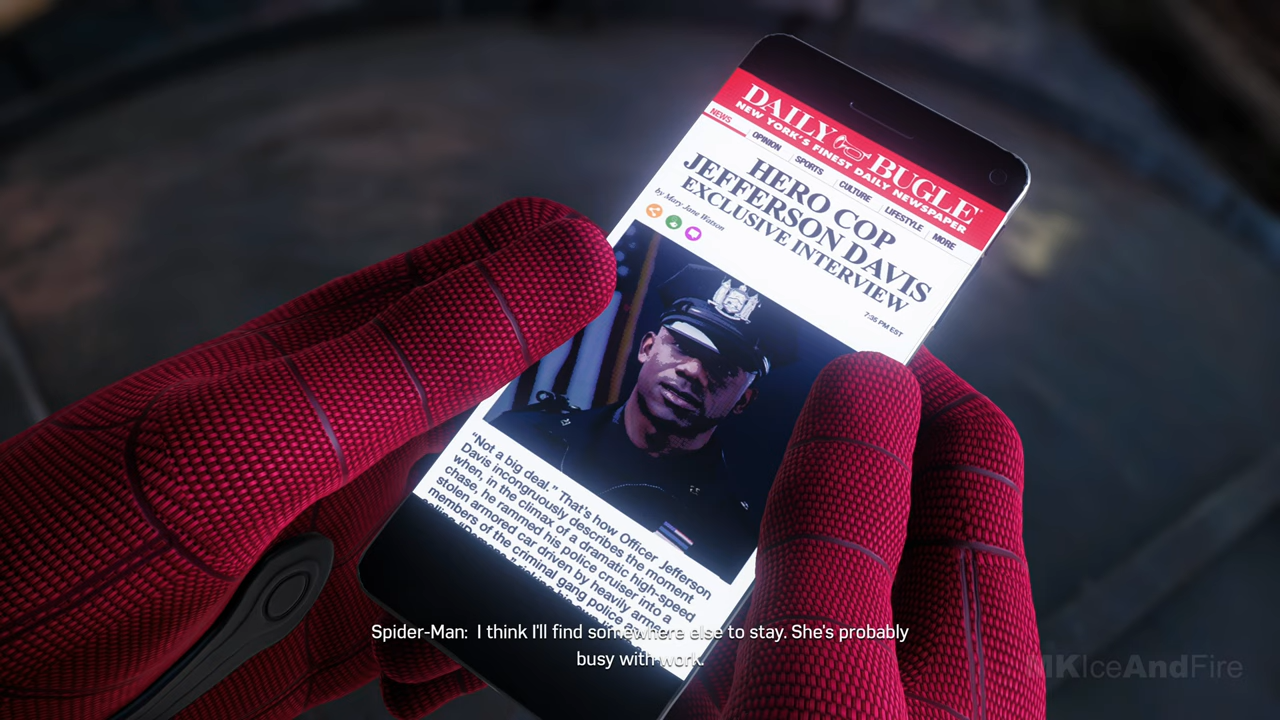 DAILY BUGLE
NEW YORK'S FINEST DAILY NEWSPAPER
NEWS
OPINION
SPORTS
CULTURE
LIFESTYLE
MORE
HERO COP
JEFFERSON DAVIS
EXCLUSIVE INTERVIEW
by Mary Jane Watson
7:35 PM EST
"Not a big deal." That's how Officer Jefferson
Davis incongruously describes the moment
when, in the climax of a dramatic high-speed
chase, he rammed his police cruiser into a
stolen armored car driven by heavily
members of the criminal gang police
Spider-Man: I think I'll find somewhere else to stay. She's probably
busy with work.
MKIceAndFire